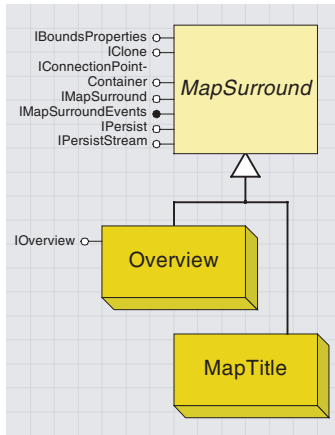 IBoundsProperties
IClone
IConnectionPoint-
Container
IMapSurround
IMapSurroundEvents
IPersist
IPersistStream
MapSurround
IOverview
Overview
MapTitle